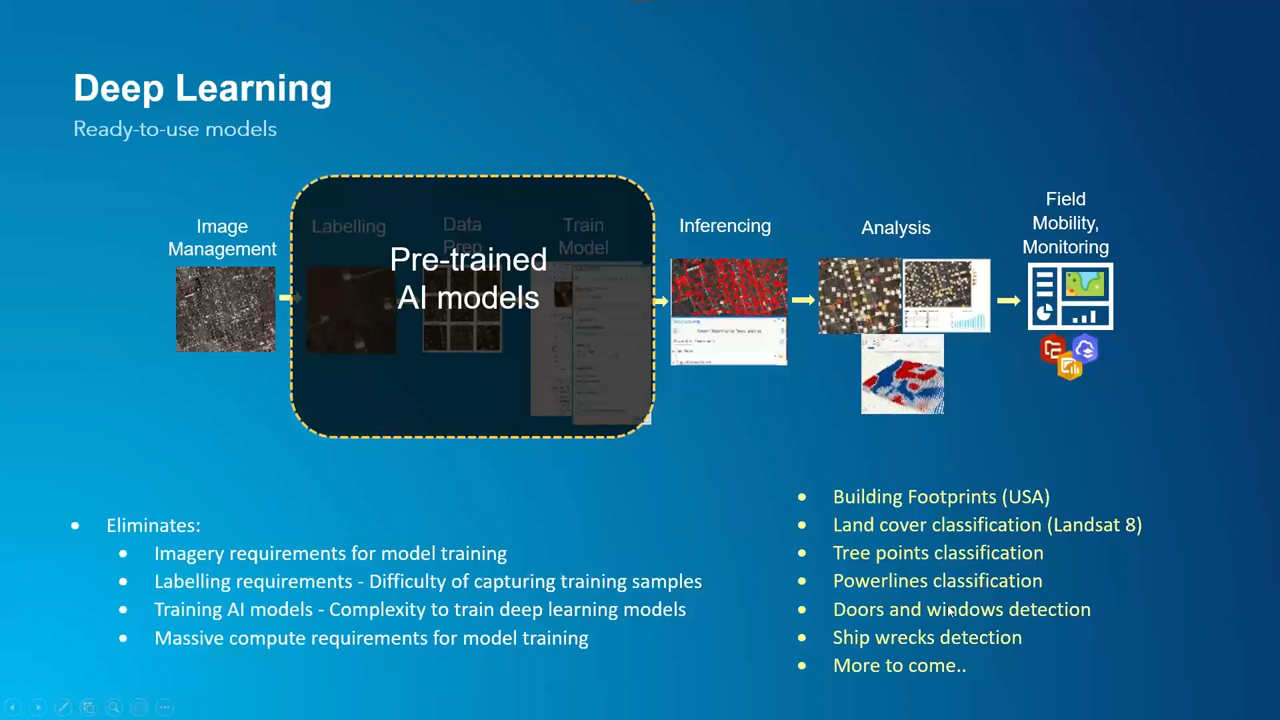 Deep Learning
Ready-to-use models
Image
Management
Labelling
Data
Prep
Train
Model
Pre-trained
AI models
Inferencing
Analysis
Field
Mobility,
Monitoring
• Eliminates:
• Imagery requirements for model training
• Labelling requirements - Difficulty of capturing training samples
• Training AI models - Complexity to train deep learning models
• Massive compute requirements for model training
• Building Footprints (USA)
• Land cover classification (Landsat 8)
• Tree points classification
• Powerlines classification
• Doors and windows detection
• Ship wrecks detection
• More to come..